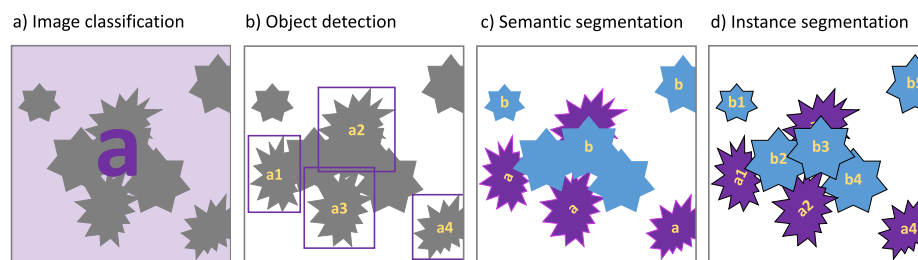 a) Image classification
b) Object detection
c) Semantic segmentation
d) Instance segmentation
a
a1
a2
a3
a4
b
b
b
a
a
a
b1
b2
b3
b4
a1
a2
a4